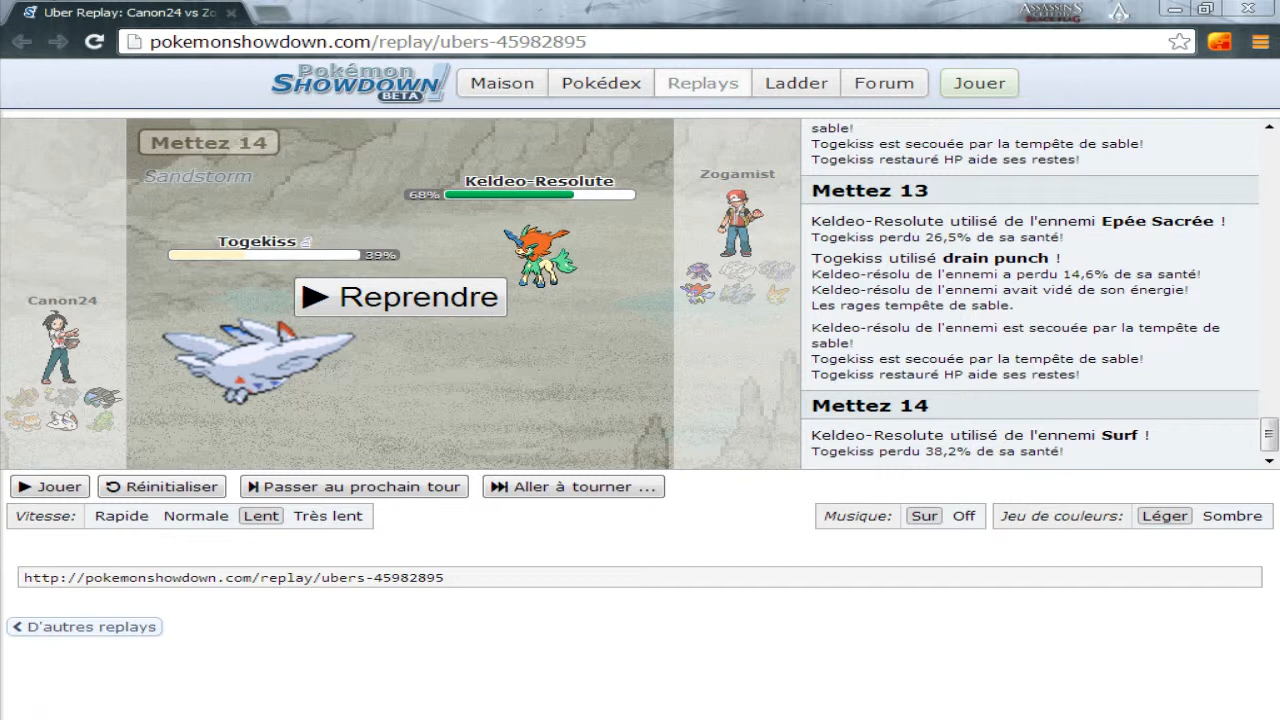 Uber Replay: Canon24 vs Zo
ASSASSIN'S
BLACK FLAG
pokemonshowdown.com/replay/ubers-45982895
Pokémon
SHOWDOWN!
BETA
Maison
Pokédex
Replays
Ladder
Forum
Jouer
Mettez 14
Sandstorm
Keldeo-Resolute
68%
Togekiss
39%
Reprendre
Canon24
Zogamist
sable!
Togekiss est secouée par la tempête de sable!
Togekiss restauré HP aide ses restes!
Mettez 13
Keldeo-Resolute utilisé de l'ennemi Epée Sacrée !
Togekiss perdu 26,5% de sa santé!
Togekiss utilisé drain punch !
Keldeo-résolu de l'ennemi a perdu 14,6% de sa santé!
Keldeo-résolu de l'ennemi avait vidé de son énergie!
Les rages tempête de sable.
Keldeo-résolu de l'ennemi est secouée par la tempête de
sable!
Togekiss est secouée par la tempête de sable!
Togekiss restauré HP aide ses restes!
Mettez 14
Keldeo-Resolute utilisé de l'ennemi Surf !
Togekiss perdu 38,2% de sa santé!
Jouer
Réinitialiser
Passer au prochain tour
Aller à tourner ...
Vitesse:
Rapide
Normale
Lent
Très lent
Musique:
Sur
Off
Jeu de couleurs:
Léger
Sombre
http://pokemonshowdown.com/replay/ubers-45982895
D'autres replays